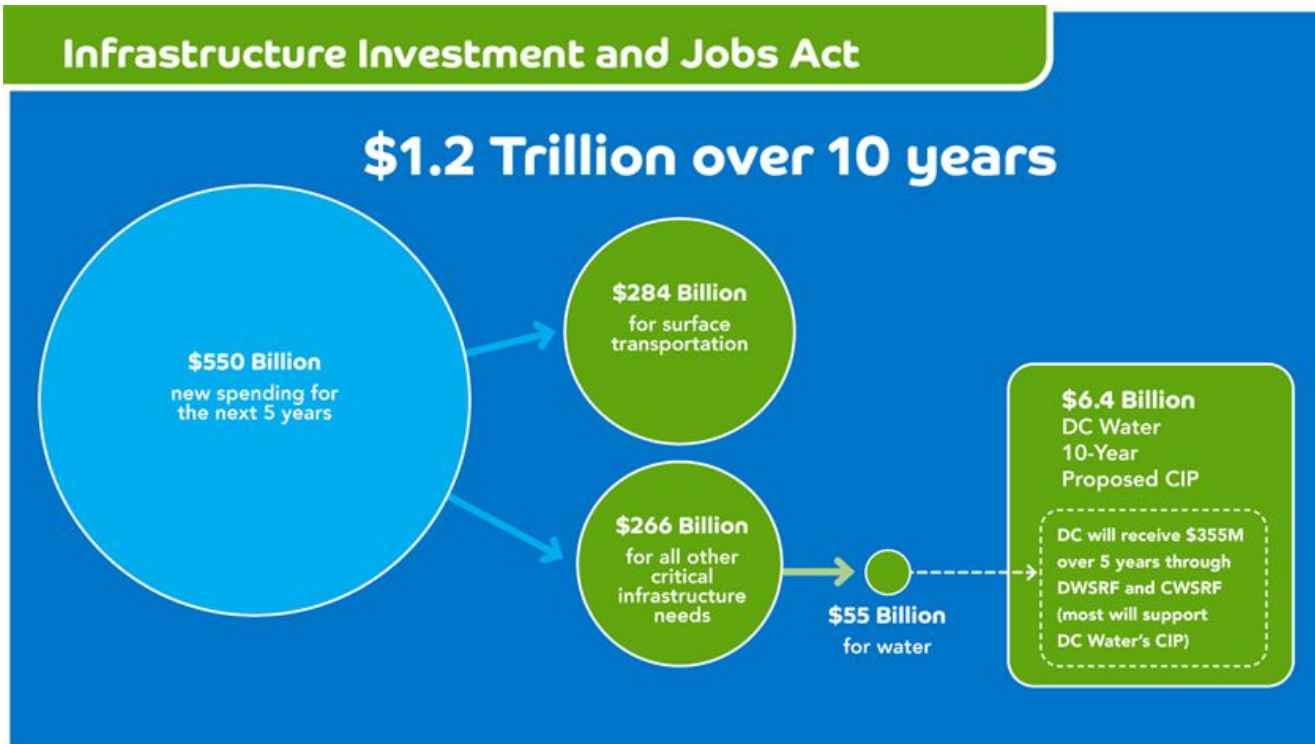 Infrastructure Investment and Jobs Act
$1.2 Trillion over 10 years
$550 Billion
new spending for
the next 5 years
$284 Billion
for surface
transportation
$266 Billion
for all other
critical
infrastructure
needs
$55 Billion
for water
$6.4 Billion
DC Water
10-Year
Proposed CIP
DC will receive $355M
over 5 years through
DWSRF and CWSRF
(most will support
DC Water's CIP)